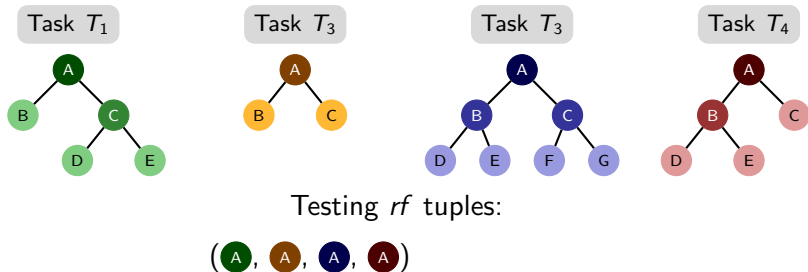 Task T1 Task T3 Task T3 Task T4
A A A A
B C B C B C B C
D E D E F G D E
Testing rf tuples:
(A, A, A, A)